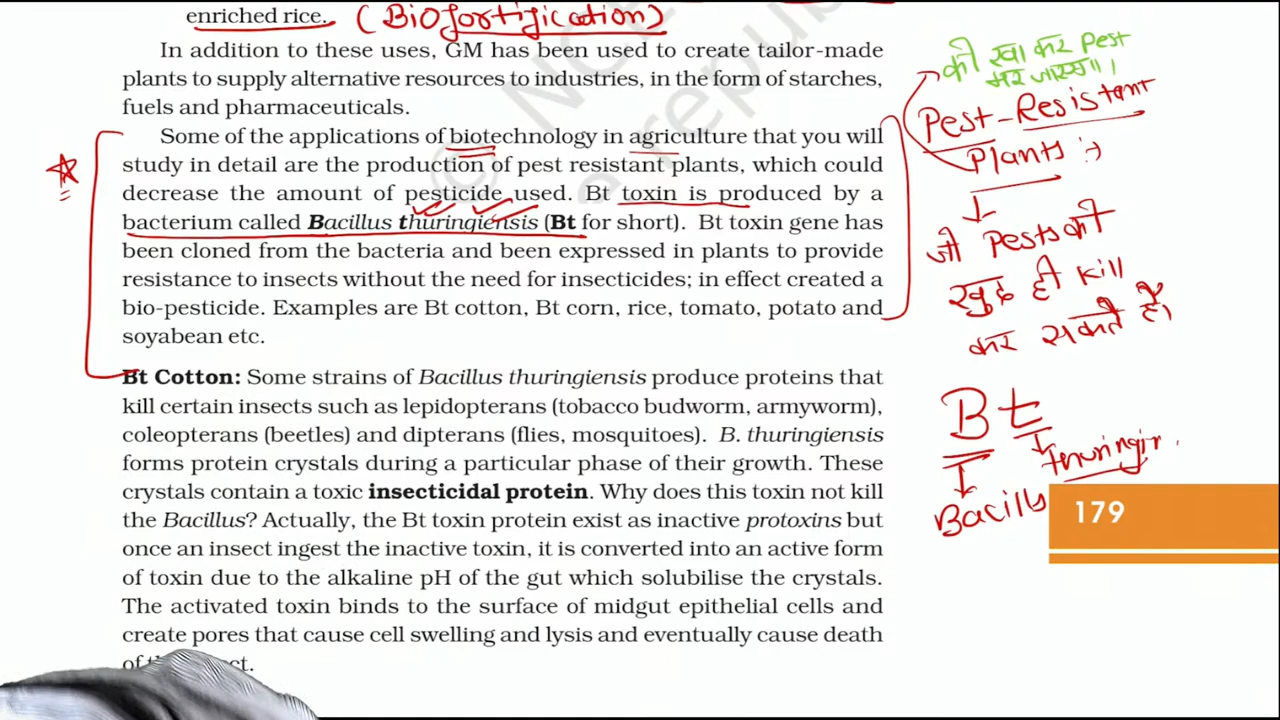 enriched rice. (Biofortification)
In addition to these uses, GM has been used to create tailor-made
plants to supply alternative resources to industries, in the form of starches,
fuels and pharmaceuticals.
Some of the applications of biotechnology in agriculture that you will
study in detail are the production of pest resistant plants, which could
decrease the amount of pesticide used. Bt toxin is produced by a
bacterium called Bacillus thuringiensis (Bt for short). Bt toxin gene has
been cloned from the bacteria and been expressed in plants to provide
resistance to insects without the need for insecticides; in effect created a
bio-pesticide. Examples are Bt cotton, Bt corn, rice, tomato, potato and
soyabean etc.
Bt Cotton: Some strains of Bacillus thuringiensis produce proteins that
kill certain insects such as lepidopterans (tobacco budworm, armyworm),
coleopterans (beetles) and dipterans (flies, mosquitoes). B. thuringiensis
forms protein crystals during a particular phase of their growth. These
crystals contain a toxic insecticidal protein. Why does this toxin not kill
the Bacillus? Actually, the Bt toxin protein exist as inactive protoxins but
once an insect ingest the inactive toxin, it is converted into an active form
of toxin due to the alkaline pH of the gut which solubilise the crystals.
The activated toxin binds to the surface of midgut epithelial cells and
create pores that cause cell swelling and lysis and eventually cause death
of
की खा कर Pest
मर जाए।
Pest-Resistant
Plants :->
जो Pests को
खुद ही kill
कर सकते है।
Bt
Bacills
179